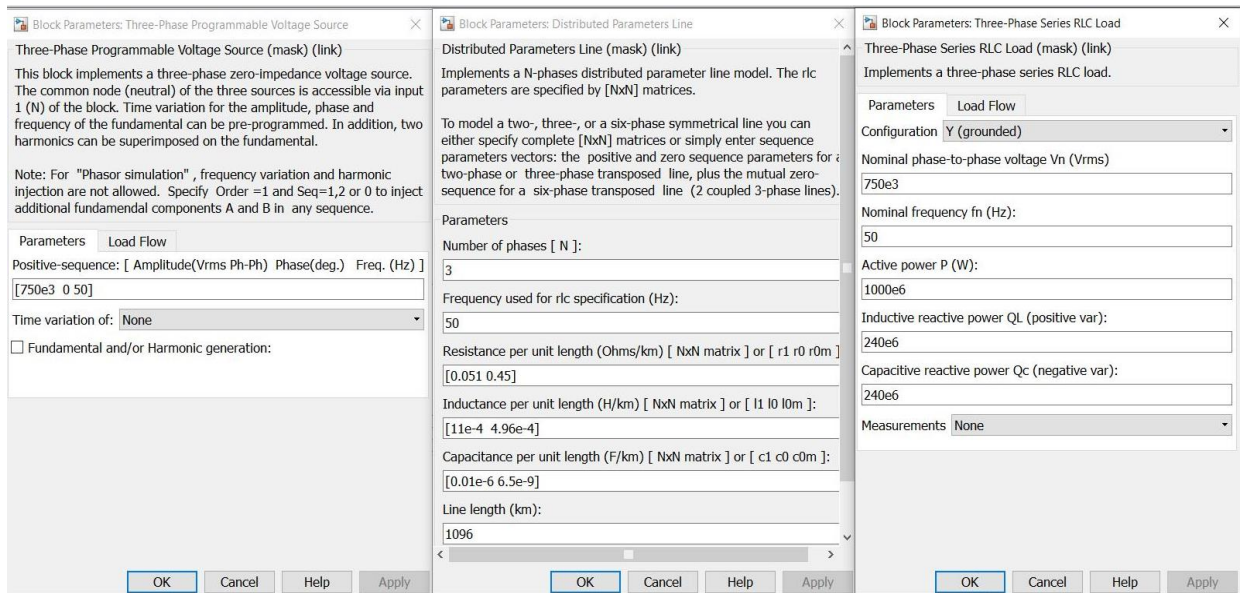 Block Parameters: Three-Phase Programmable Voltage Source
Three-Phase Programmable Voltage Source (mask) (link)
This block implements a three-phase zero-impedance voltage source.
The common node (neutral) of the three sources is accessible via input
1 (N) of the block. Time variation for the amplitude, phase and
frequency of the fundamental can be pre-programmed. In addition, two
harmonics can be superimposed on the fundamental.
Note: For "Phasor simulation" , frequency variation and harmonic
injection are not allowed. Specify Order =1 and Seq=1,2 or 0 to inject
additional fundamendal components A and B in any sequence.
Parameters Load Flow
Positive-sequence: [ Amplitude(Vrms Ph-Ph) Phase(deg.) Freq. (Hz) ]
[750e3 0 50]
Time variation of: None
Fundamental and/or Harmonic generation:
OK Cancel Help Apply
Block Parameters: Distributed Parameters Line
Distributed Parameters Line (mask) (link)
Implements a N-phases distributed parameter line model. The rlc
parameters are specified by [NxN] matrices.
To model a two-, three-, or a six-phase symmetrical line you can
either specify complete [NxN] matrices or simply enter sequence
parameters vectors: the positive and zero sequence parameters for a
two-phase or three-phase transposed line, plus the mutual zero-
sequence for a six-phase transposed line (2 coupled 3-phase lines).
Parameters
Number of phases [ N ]:
3
Frequency used for rlc specification (Hz):
50
Resistance per unit length (Ohms/km) [ NxN matrix ] or [ r1 r0 r0m ]
[0.051 0.45]
Inductance per unit length (H/km) [ NxN matrix ] or [ l1 l0 l0m ]:
[11e-4 4.96e-4]
Capacitance per unit length (F/km) [ NxN matrix ] or [ c1 c0 c0m ]:
[0.01e-6 6.5e-9]
Line length (km):
1096
OK Cancel Help Apply
Block Parameters: Three-Phase Series RLC Load
Three-Phase Series RLC Load (mask) (link)
Implements a three-phase series RLC load.
Parameters Load Flow
Configuration Y (grounded)
Nominal phase-to-phase voltage Vn (Vrms)
750e3
Nominal frequency fn (Hz):
50
Active power P (W):
1000e6
Inductive reactive power QL (positive var):
240e6
Capacitive reactive power Qc (negative var):
240e6
Measurements None
OK Cancel Help Apply